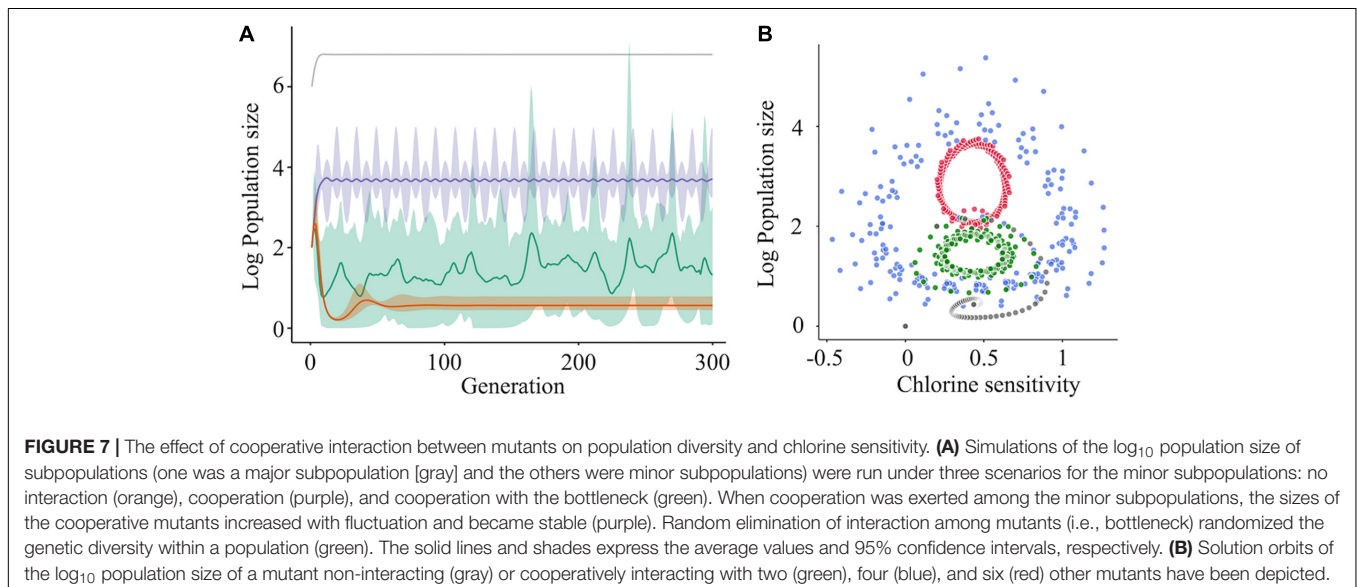 A
B
Log Population size
6
4
2
0
0
100
200
300
Generation
Log Population size
4
2
0
-0.5
0
0.5
1
Chlorine sensitivity
FIGURE 7 | The effect of cooperative interaction between mutants on population diversity and chlorine sensitivity. (A) Simulations of the log10 population size of
subpopulations (one was a major subpopulation [gray] and the others were minor subpopulations) were run under three scenarios for the minor subpopulations: no
interaction (orange), cooperation (purple), and cooperation with the bottleneck (green). When cooperation was exerted among the minor subpopulations, the sizes of
the cooperative mutants increased with fluctuation and became stable (purple). Random elimination of interaction among mutants (i.e., bottleneck) randomized the
genetic diversity within a population (green). The solid lines and shades express the average values and 95% confidence intervals, respectively. (B) Solution orbits of
the log10 population size of a mutant non-interacting (gray) or cooperatively interacting with two (green), four (blue), and six (red) other mutants have been depicted.